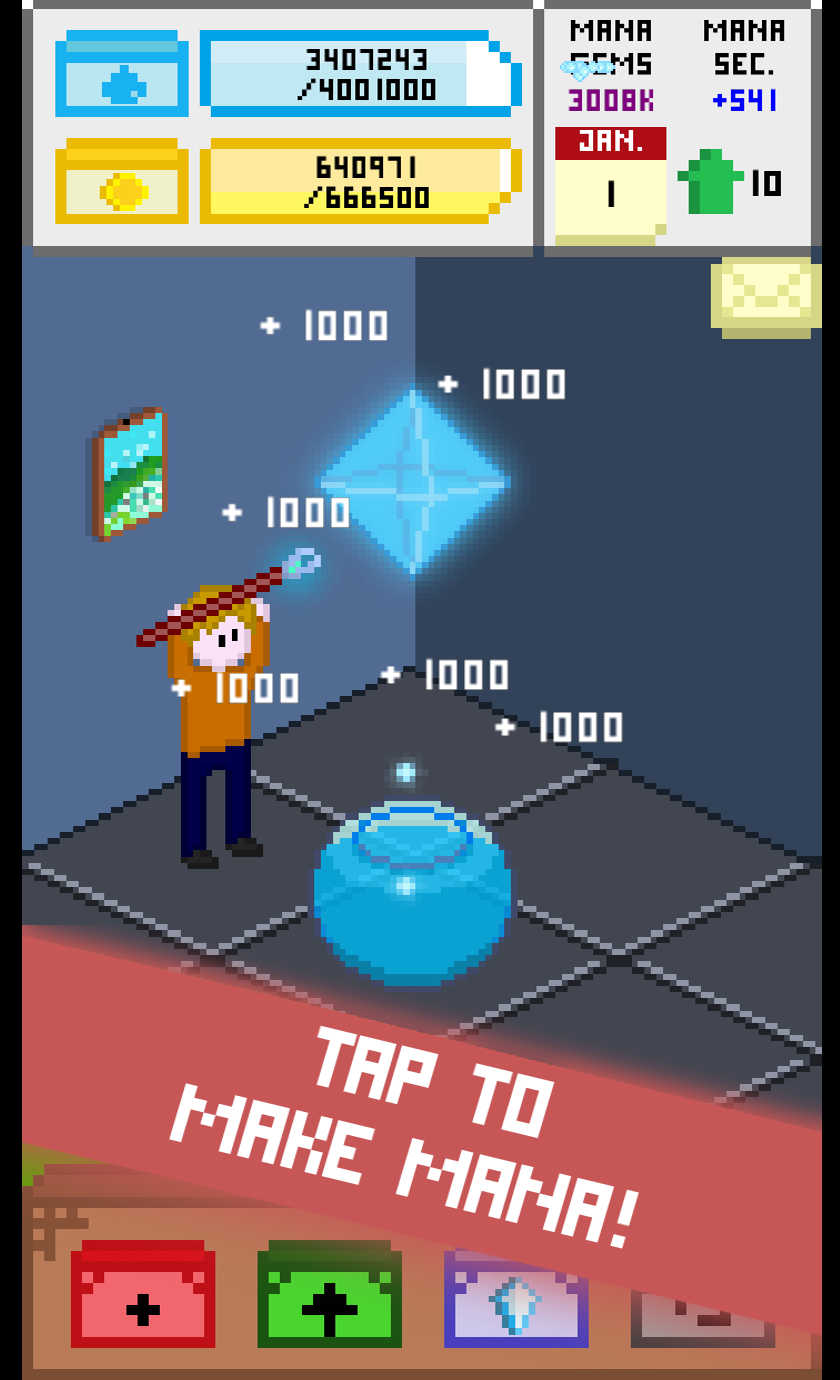 3407243
/4001000
640971
/666500
MANA
GEMS
3008K
MANA
SEC.
+541
JAN.
1
10
+ 1000
+ 1000
+ 1000
+ 1000
+ 1000
+ 1000
TAP TO
MAKE MANA!
+